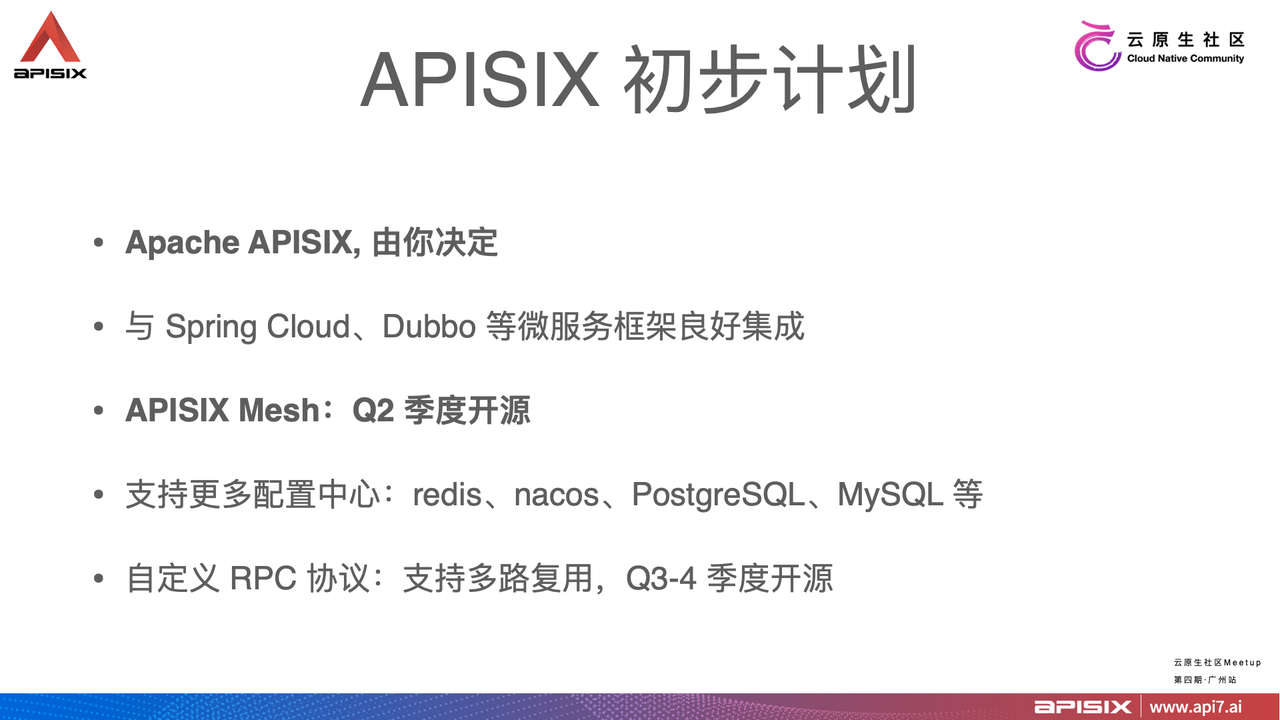 APISIX
云原生社区
Cloud Native Community
APISIX 初步计划
• Apache APISIX, 由你决定
• 与 Spring Cloud、Dubbo 等微服务框架良好集成
• APISIX Mesh：Q2 季度开源
• 支持更多配置中心：redis、nacos、PostgreSQL、MySQL 等
• 自定义 RPC 协议：支持多路复用，Q3-4 季度开源
云原生社区Meetup
第四期·广州站
APISIX | www.api7.ai